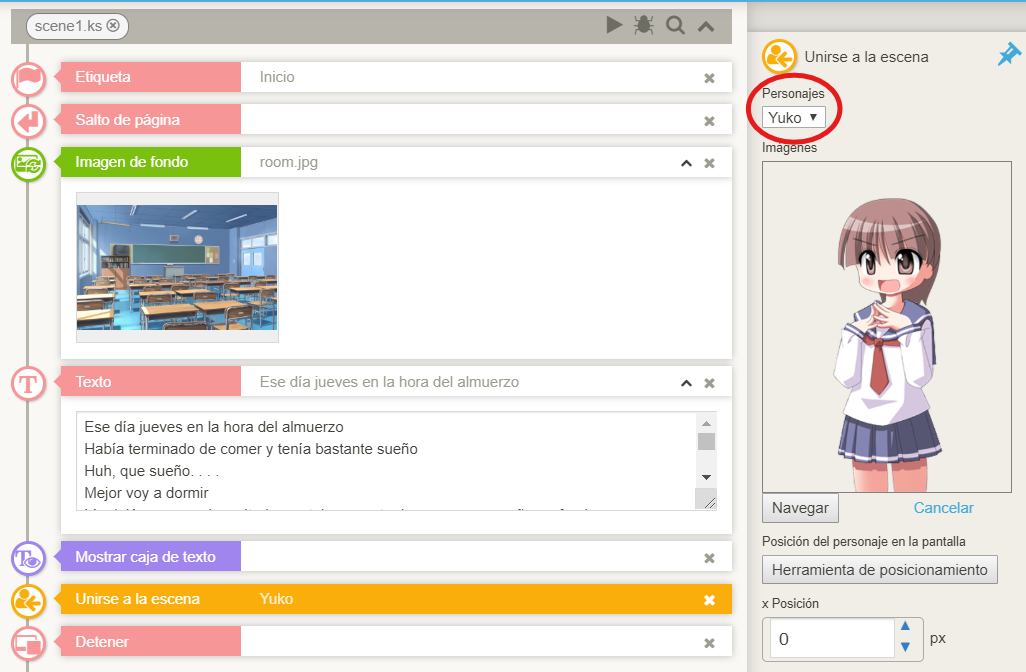 scene1.ks
Etiqueta Inicio
Salto de página
Imagen de fondo room.jpg
Texto Ese día jueves en la hora del almuerzo
Ese día jueves en la hora del almuerzo
Había terminado de comer y tenía bastante sueño
Huh, que sueño. . . .
Mejor voy a dormir
Mostrar caja de texto
Unirse a la escena Yuko
Detener
Unirse a la escena
Personajes
Yuko
Imágenes
Navegar Cancelar
Posición del personaje en la pantalla
Herramienta de posicionamiento
x Posición
0 px